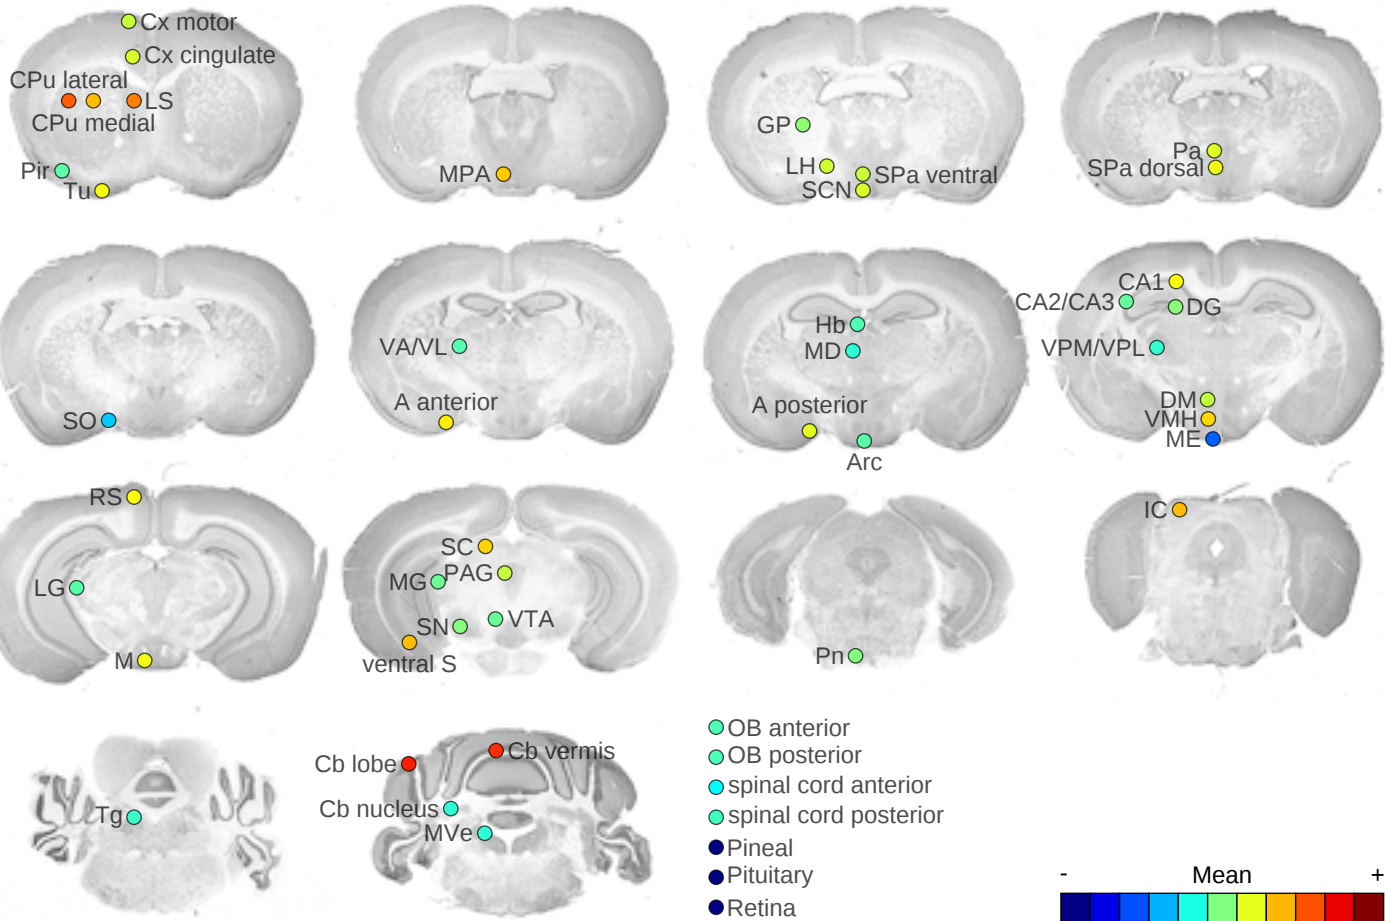 Cx motor
Cx cingulate
CPu lateral
LS
CPu medial
Pir
Tu
MPA
GP
LH
SPa ventral
SCN
Pa
SPa dorsal
SO
VA/VL
A anterior
Hb
MD
A posterior
Arc
CA1
CA2/CA3
DG
VPM/VPL
DM
VMH
ME
RS
LG
M
SC
PAG
MG
VTA
SN
ventral S
Pn
IC
Tg
Cb lobe
Cb vermis
Cb nucleus
MVe
OB anterior
OB posterior
spinal cord anterior
spinal cord posterior
Pineal
Pituitary
Retina
- Mean +